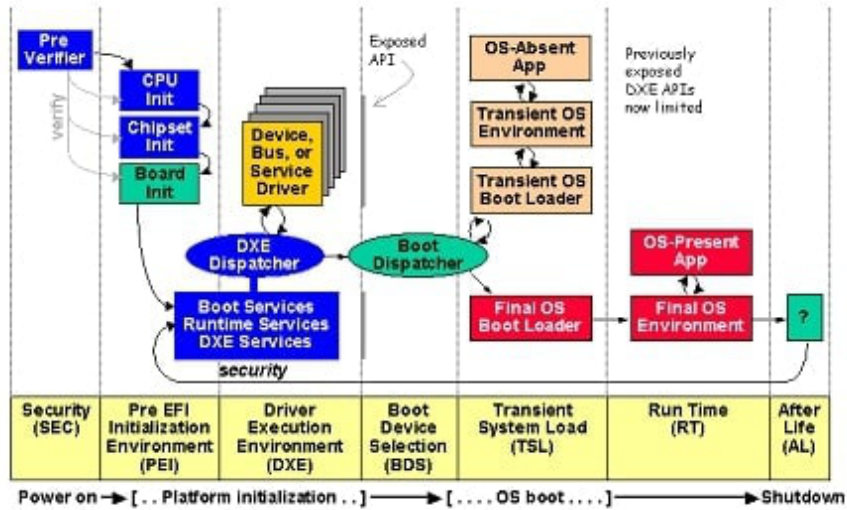 Pre
Verifier
verify
CPU
Init
Chipset
Init
Board
Init
Device,
Bus, or
Service
Driver
Exposed
API
OS-Absent
App
Transient OS
Environment
Transient OS
Boot Loader
Previously
exposed
DXE APIs
now limited
DXE
Dispatcher
Boot
Dispatcher
Boot Services
Runtime Services
DXE Services
security
OS-Present
App
Final OS
Boot Loader
Final OS
Environment
?
Security
(SEC)
Pre EFI
Initialization
Environment
(PEI)
Driver
Execution
Environment
(DXE)
Boot
Device
Selection
(BDS)
Transient
System Load
(TSL)
Run Time
(RT)
After
Life
(AL)
Power on [. . Platform initialization . .] [. . . . OS boot . . . .] Shutdown